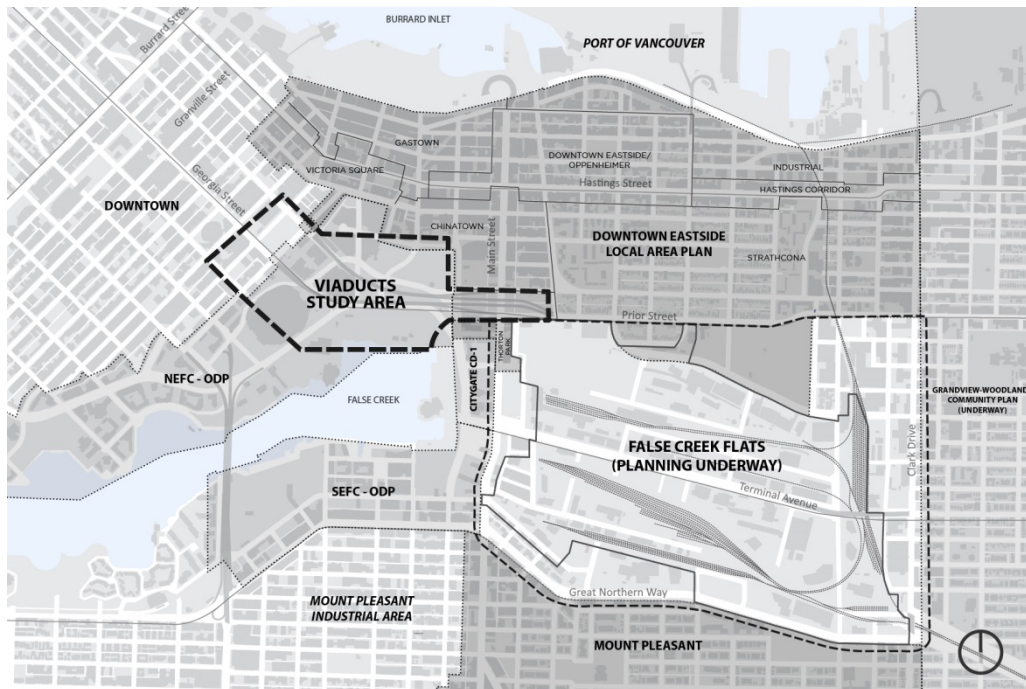 BURRARD INLET
Burrard Street
PORT OF VANCOUVER
Granville Street
GASTOWN
DOWNTOWN EASTSIDE/
OPPENHEIMER
INDUSTRIAL
VICTORIA SQUARE
Hastings Street
HASTINGS CORRIDOR
Georgia Street
DOWNTOWN
CHINATOWN
Main Street
DOWNTOWN EASTSIDE
LOCAL AREA PLAN
STRATHCONA
VIADUCTS
STUDY AREA
Prior Street
THORTON
PARK
NEFC - ODP
CITYGATE CD-1
FALSE CREEK
GRANDVIEW-WOODLAND
COMMUNITY PLAN
(UNDERWAY)
Clark Drive
FALSE CREEK FLATS
(PLANNING UNDERWAY)
SEFC - ODP
Terminal Avenue
Great Northern Way
MOUNT PLEASANT
INDUSTRIAL AREA
MOUNT PLEASANT